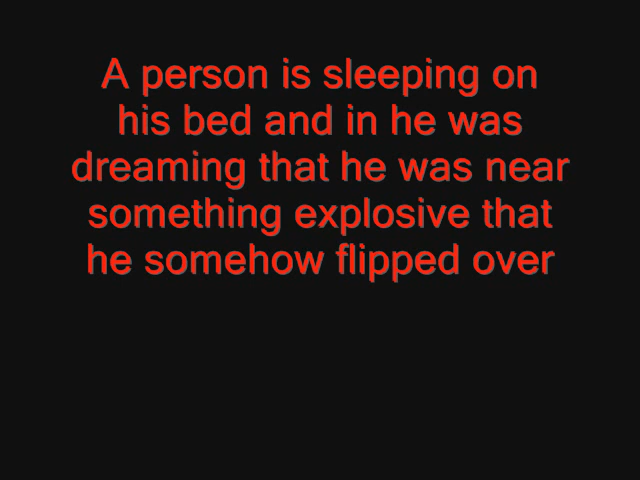 A person is sleeping on
his bed and in he was
dreaming that he was near
something explosive that
he somehow flipped over